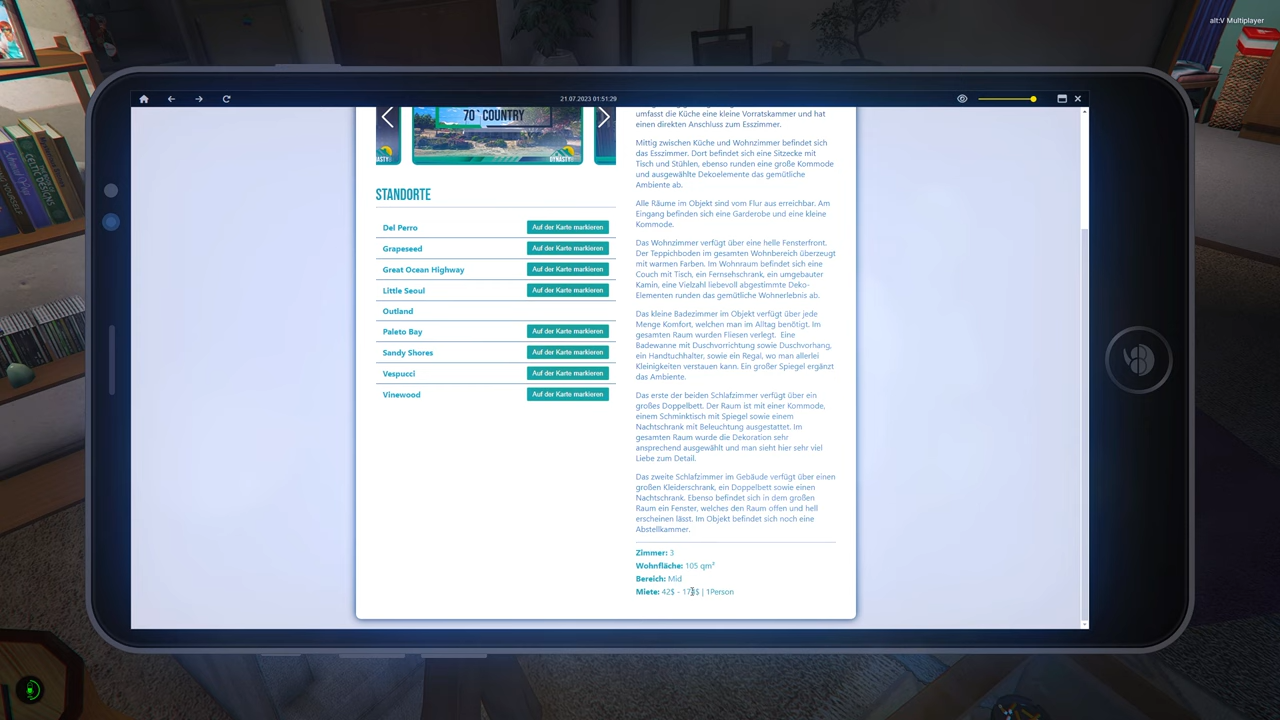 alt:V Multiplayer
21.07.2023 01:51:29
70`COUNTRY
DYNASTY
STANDORTE
Del Perro Auf der Karte markieren
Grapeseed Auf der Karte markieren
Great Ocean Highway Auf der Karte markieren
Little Seoul Auf der Karte markieren
Outland
Paleto Bay Auf der Karte markieren
Sandy Shores Auf der Karte markieren
Vespucci Auf der Karte markieren
Vinewood Auf der Karte markieren
umfasst die Küche eine kleine Vorratskammer und hat
einen direkten Anschluss zum Esszimmer.
Mittig zwischen Küche und Wohnzimmer befindet sich
das Esszimmer. Dort befindet sich eine Sitzecke mit
Tisch und Stühlen, ebenso runden eine große Kommode
und ausgewählte Dekoelemente das gemütliche
Ambiente ab.
Alle Räume im Objekt sind vom Flur aus erreichbar. Am
Eingang befinden sich eine Garderobe und eine kleine
Kommode.
Das Wohnzimmer verfügt über eine helle Fensterfront.
Der Teppichboden im gesamten Wohnbereich überzeugt
mit warmen Farben. Im Wohnraum befindet sich eine
Couch mit Tisch, ein Fernsehschrank, ein umgebauter
Kamin, eine Vielzahl liebevoll abgestimmte Deko-
Elementen runden das gemütliche Wohnerlebnis ab.
Das kleine Badezimmer im Objekt verfügt über jede
Menge Komfort, welchen man im Alltag benötigt. Im
gesamten Raum wurden Fliesen verlegt. Eine
Badewanne mit Duschvorrichtung sowie Duschvorhang,
ein Handtuchhalter, sowie ein Regal, wo man allerlei
Kleinigkeiten verstauen kann. Ein großer Spiegel ergänzt
das Ambiente.
Das erste der beiden Schlafzimmer verfügt über ein
großes Doppelbett. Der Raum ist mit einer Kommode,
einem Schminktisch mit Spiegel sowie einem
Nachtschrank mit Beleuchtung ausgestattet. Im
gesamten Raum wurde die Dekoration sehr
ansprechend ausgewählt und man sieht hier sehr viel
Liebe zum Detail.
Das zweite Schlafzimmer im Gebäude verfügt über einen
großen Kleiderschrank, ein Doppelbett sowie einen
Nachtschrank. Ebenso befindet sich in dem großen
Raum ein Fenster, welches den Raum offen und hell
erscheinen lässt. Im Objekt befindet sich noch eine
Abstellkammer.
Zimmer: 3
Wohnfläche: 105 qm²
Bereich: Mid
Miete: 42$ - | 1Person